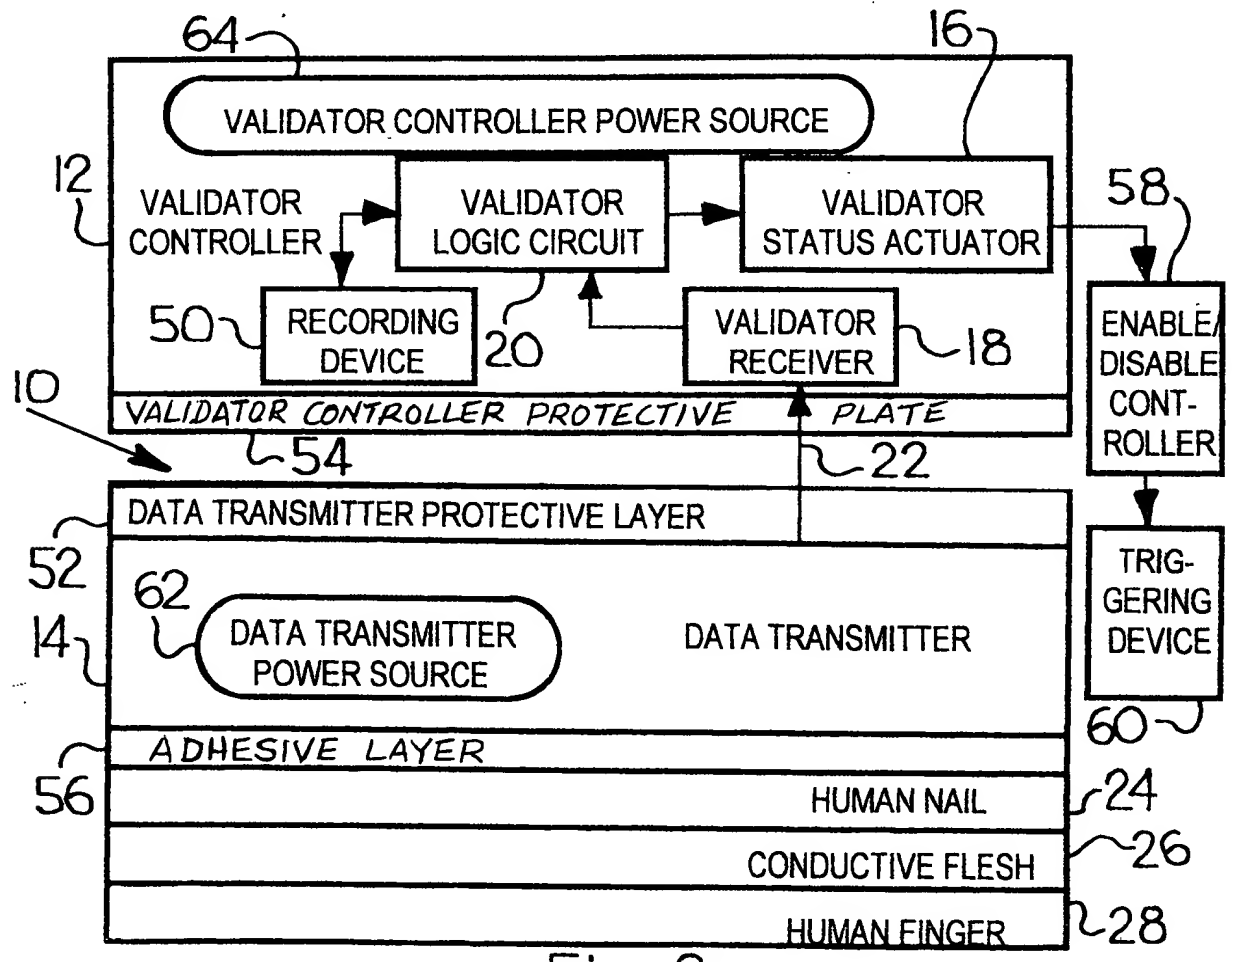 64
16
VALIDATOR CONTROLLER POWER SOURCE
12
VALIDATOR
CONTROLLER
VALIDATOR
LOGIC CIRCUIT
VALIDATOR
STATUS ACTUATOR
58
50
RECORDING
DEVICE
20
VALIDATOR
RECEIVER
18
ENABLE/
DISABLE
CONT-
ROLLER
10
VALIDATOR CONTROLLER PROTECTIVE PLATE
54
22
DATA TRANSMITTER PROTECTIVE LAYER
52
62
14
DATA TRANSMITTER
POWER SOURCE
DATA TRANSMITTER
TRIG-
GERING
DEVICE
60
ADHESIVE LAYER
56
HUMAN NAIL
24
CONDUCTIVE FLESH
26
HUMAN FINGER
28